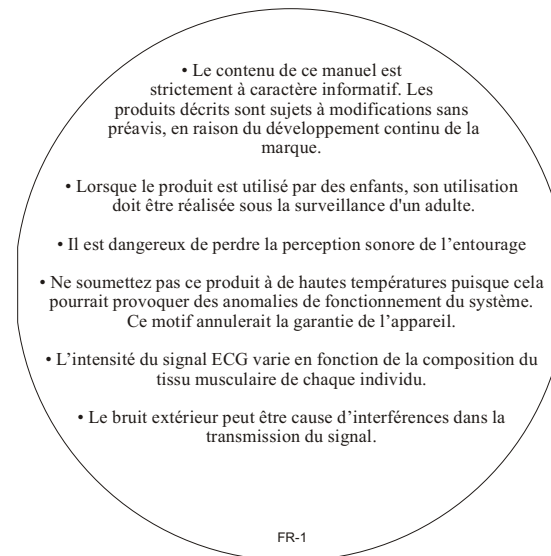 • Le contenu de ce manuel est
strictement à caractère informatif. Les
produits décrits sont sujets à modifications sans
préavis, en raison du développement continu de la
marque.
• Lorsque le produit est utilisé par des enfants, son utilisation
doit être réalisée sous la surveillance d'un adulte.
• Il est dangereux de perdre la perception sonore de l’entourage
• Ne soumettez pas ce produit à de hautes températures puisque cela
pourrait provoquer des anomalies de fonctionnement du système.
Ce motif annulerait la garantie de l’appareil.
• L’intensité du signal ECG varie en fonction de la composition du
tissu musculaire de chaque individu.
• Le bruit extérieur peut être cause d’interférences dans la
transmission du signal.
FR-1